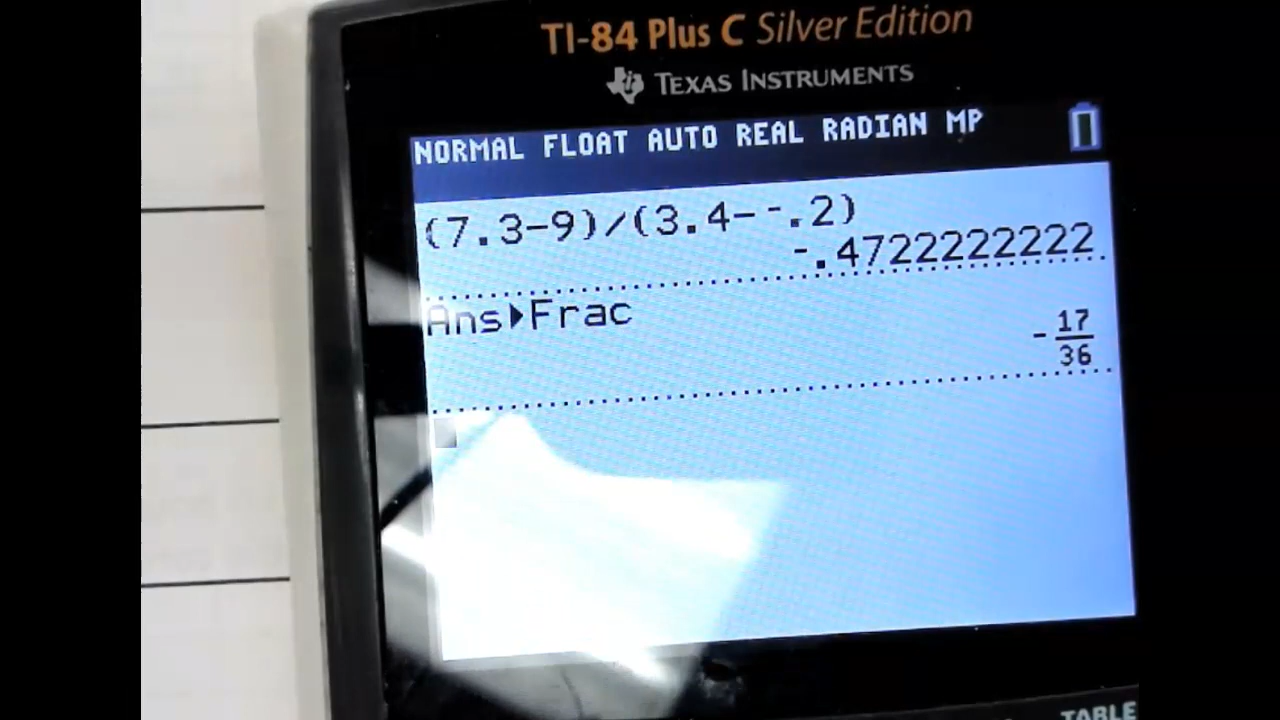 TI-84 Plus C Silver Edition
TEXAS INSTRUMENTS
NORMAL FLOAT AUTO REAL RADIAN MP
(7.3-9)/(3.4--.2)
-.4722222222
Ans▸Frac
-17/36
TABLE